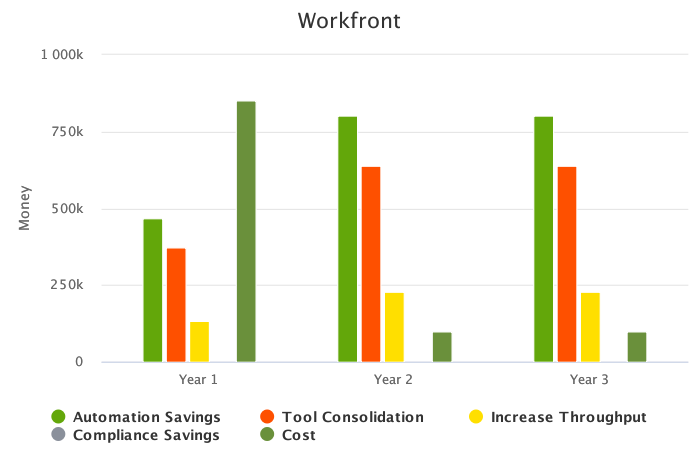 Workfront
1 000k
750k
500k
250k
0
Money
Year 1 Year 2 Year 3
Automation Savings Tool Consolidation Increase Throughput
Compliance Savings Cost